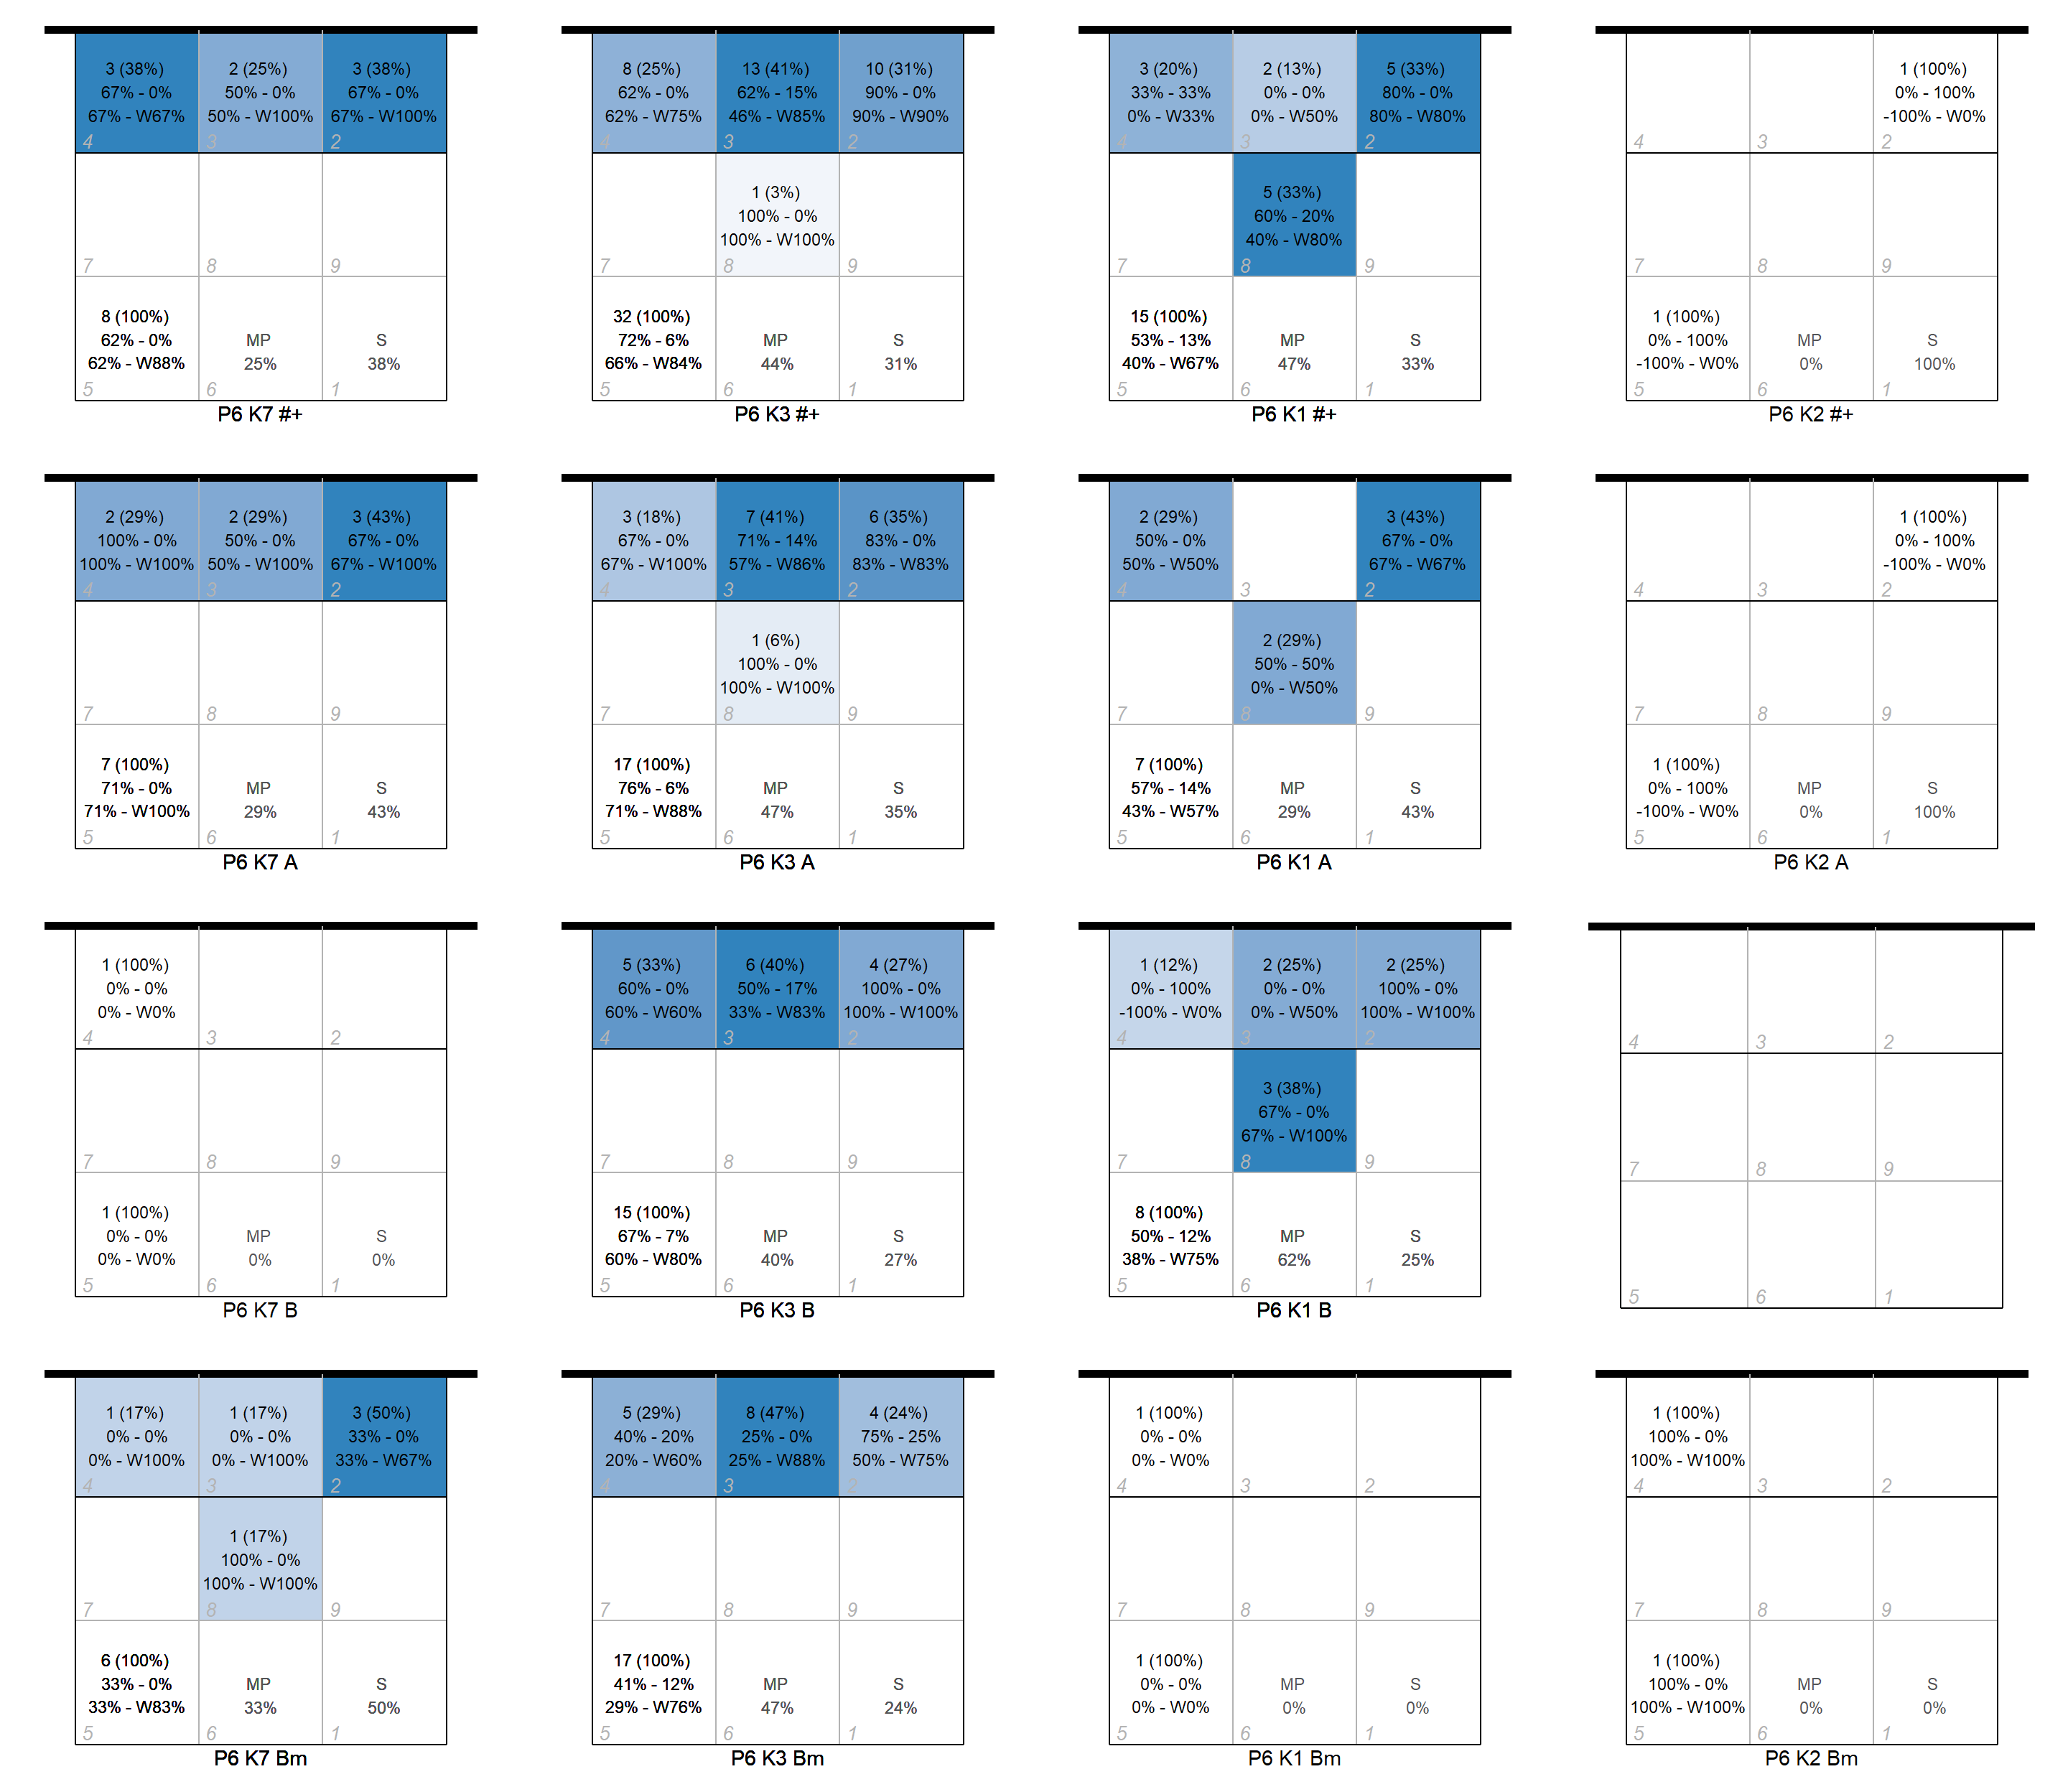 3 (38%)
67% - 0%
67% - W67%
4
2 (25%)
50% - 0%
50% - W100%
3
3 (38%)
67% - 0%
67% - W100%
2
7
8
9
8 (100%)
62% - 0%
62% - W88%
5
MP
25%
6
S
38%
1
P6 K7 #+
8 (25%)
62% - 0%
62% - W75%
4
13 (41%)
62% - 15%
46% - W85%
3
10 (31%)
90% - 0%
90% - W90%
2
7
1 (3%)
100% - 0%
100% - W100%
8
9
32 (100%)
72% - 6%
66% - W84%
5
MP
44%
6
S
31%
1
P6 K3 #+
3 (20%)
33% - 33%
0% - W33%
4
2 (13%)
0% - 0%
0% - W50%
3
5 (33%)
80% - 0%
80% - W80%
2
7
5 (33%)
60% - 20%
40% - W80%
8
9
15 (100%)
53% - 13%
40% - W67%
5
MP
47%
6
S
33%
1
P6 K1 #+
4
3
1 (100%)
0% - 100%
-100% - W0%
2
7
8
9
1 (100%)
0% - 100%
-100% - W0%
5
MP
0%
6
S
100%
1
P6 K2 #+
2 (29%)
100% - 0%
100% - W100%
4
2 (29%)
50% - 0%
50% - W100%
3
3 (43%)
67% - 0%
67% - W100%
2
7
8
9
7 (100%)
71% - 0%
71% - W100%
5
MP
29%
6
S
43%
1
P6 K7 A
3 (18%)
67% - 0%
67% - W100%
4
7 (41%)
71% - 14%
57% - W86%
3
6 (35%)
83% - 0%
83% - W83%
2
7
1 (6%)
100% - 0%
100% - W100%
8
9
17 (100%)
76% - 6%
71% - W88%
5
MP
47%
6
S
35%
1
P6 K3 A
2 (29%)
50% - 0%
50% - W50%
4
3
3 (43%)
67% - 0%
67% - W67%
2
7
2 (29%)
50% - 50%
0% - W50%
8
9
7 (100%)
57% - 14%
43% - W57%
5
MP
29%
6
S
43%
1
P6 K1 A
4
3
1 (100%)
0% - 100%
-100% - W0%
2
7
8
9
1 (100%)
0% - 100%
-100% - W0%
5
MP
0%
6
S
100%
1
P6 K2 A
1 (100%)
0% - 0%
0% - W0%
4
3
2
7
8
9
1 (100%)
0% - 0%
0% - W0%
5
MP
0%
6
S
0%
1
P6 K7 B
5 (33%)
60% - 0%
60% - W60%
4
6 (40%)
50% - 17%
33% - W83%
3
4 (27%)
100% - 0%
100% - W100%
2
7
8
9
15 (100%)
67% - 7%
60% - W80%
5
MP
40%
6
S
27%
1
P6 K3 B
1 (12%)
0% - 100%
-100% - W0%
4
2 (25%)
0% - 0%
0% - W50%
3
2 (25%)
100% - 0%
100% - W100%
2
7
3 (38%)
67% - 0%
67% - W100%
8
9
8 (100%)
50% - 12%
38% - W75%
5
MP
62%
6
S
25%
1
P6 K1 B
4
3
2
7
8
9
5
6
1
1 (17%)
0% - 0%
0% - W100%
4
1 (17%)
0% - 0%
0% - W100%
3
3 (50%)
33% - 0%
33% - W67%
2
7
1 (17%)
100% - 0%
100% - W100%
8
9
6 (100%)
33% - 0%
33% - W83%
5
MP
33%
6
S
50%
1
P6 K7 Bm
5 (29%)
40% - 20%
20% - W60%
4
8 (47%)
25% - 0%
25% - W88%
3
4 (24%)
75% - 25%
50% - W75%
2
7
8
9
17 (100%)
41% - 12%
29% - W76%
5
MP
47%
6
S
24%
1
P6 K3 Bm
1 (100%)
0% - 0%
0% - W0%
4
3
2
7
8
9
1 (100%)
0% - 0%
0% - W0%
5
MP
0%
6
S
0%
1
P6 K1 Bm
1 (100%)
100% - 0%
100% - W100%
4
3
2
7
8
9
1 (100%)
100% - 0%
100% - W100%
5
MP
0%
6
S
0%
1
P6 K2 Bm